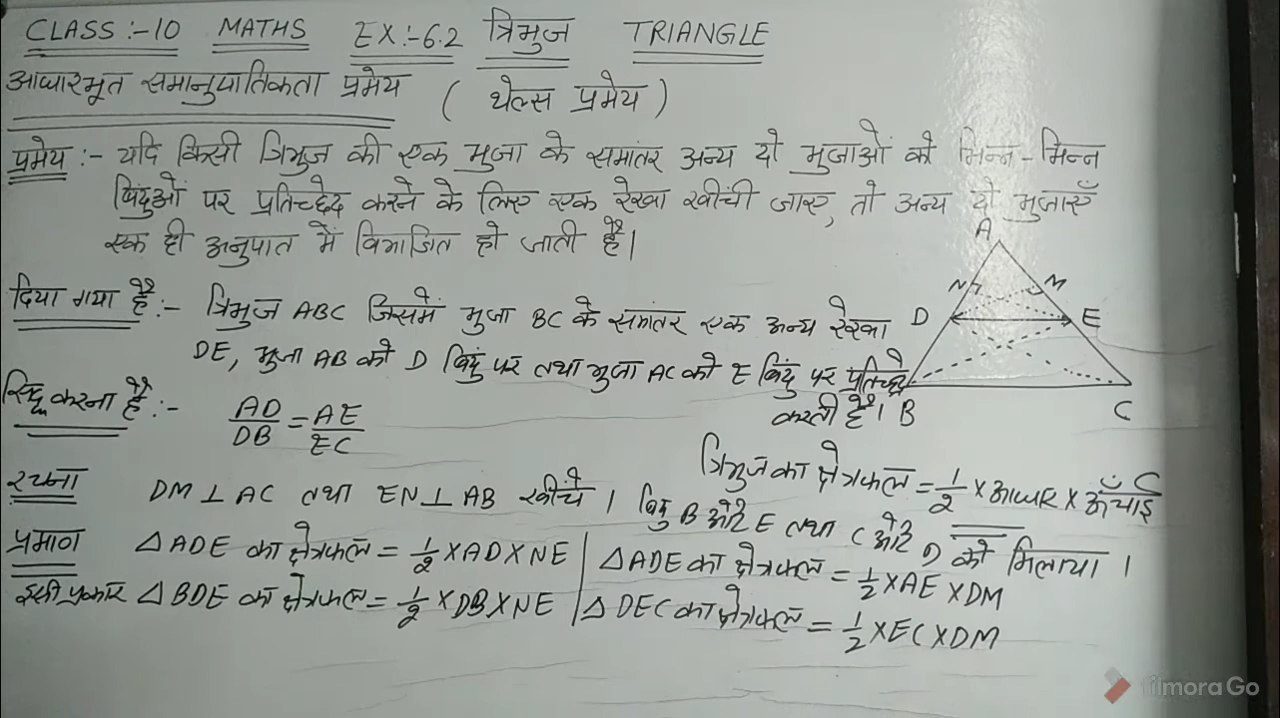 CLASS :- 10 MATHS EX :- 6.2 त्रिभुज TRIANGLE
आधारभूत समानुपातिकता प्रमेय ( थेल्स प्रमेय )
प्रमेय :- यदि किसी त्रिभुज की एक भुजा के समांतर अन्य दो भुजाओं को भिन्न - भिन्न
बिंदुओं पर प्रतिच्छेद करने के लिए एक रेखा खींची जाए, तो अन्य दो भुजाएँ
एक ही अनुपात में विभाजित हो जाती है।
A
N M
D E
B C
दिया गया है :- त्रिभुज ABC जिसमें भुजा BC के समांतर एक अन्य रेखा
DE, भुजा AB को D बिंदु पर तथा भुजा AC को E बिंदु पर प्रतिच्छेद
करती है।
सिद्ध करना है :- AD/DB = AE/EC
त्रिभुज का क्षेत्रफल = 1/2 × आधार × ऊंचाई
रचना DM ⊥ AC तथा EN ⊥ AB खींचे। बिंदु B और E तथा C और D को मिलाया।
प्रमाण △ ADE का क्षेत्रफल = 1/2 × AD × NE | △ ADE का क्षेत्रफल = 1/2 × AE × DM
इसी प्रकार △ BDE का क्षेत्रफल = 1/2 × DB × NE | △ DEC का क्षेत्रफल = 1/2 × EC × DM
filmora Go